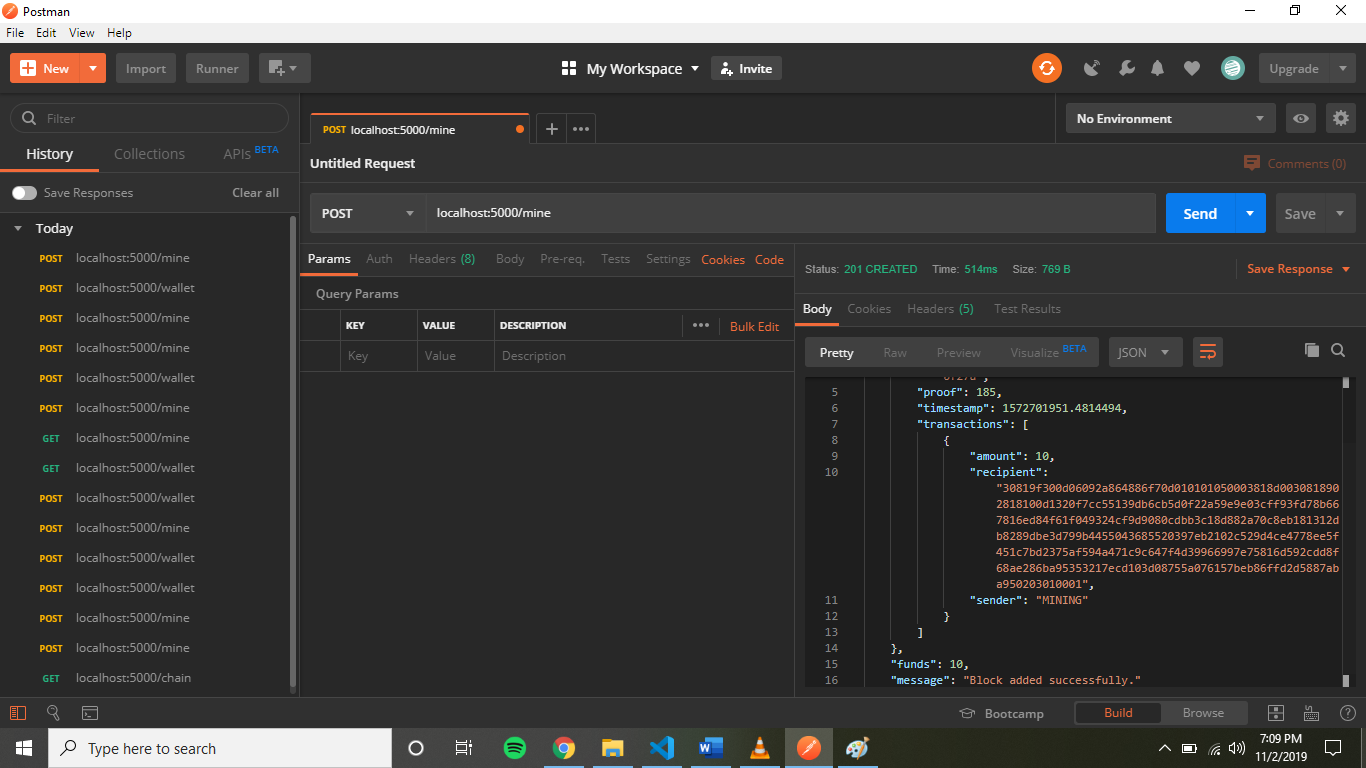 Postman
File Edit View Help
New Import Runner My Workspace Invite Upgrade
Filter
History Collections APIs BETA
Save Responses Clear all
Today
POST localhost:5000/mine
POST localhost:5000/wallet
POST localhost:5000/mine
POST localhost:5000/mine
POST localhost:5000/wallet
POST localhost:5000/mine
GET localhost:5000/mine
GET localhost:5000/wallet
POST localhost:5000/wallet
POST localhost:5000/mine
POST localhost:5000/wallet
POST localhost:5000/wallet
POST localhost:5000/mine
POST localhost:5000/mine
GET localhost:5000/chain
POST localhost:5000/mine
No Environment
Untitled Request Comments (0)
POST localhost:5000/mine Send Save
Params Auth Headers (8) Body Pre-req. Tests Settings Cookies Code
Query Params
KEY VALUE DESCRIPTION Bulk Edit
Key Value Description
Status: 201 CREATED Time: 514ms Size: 769 B Save Response
Body Cookies Headers (5) Test Results
Pretty Raw Preview Visualize BETA JSON
5 "proof": 185,
6 "timestamp": 1572701951.4814494,
7 "transactions": [
8 {
9 "amount": 10,
10 "recipient":
"30819f300d06092a864886f70d010101050003818d0030818902
2818100d1320f7cc55139db6cb5d0f22a59e9e03cff93fd78b66
7816ed84f61f049324cf9d9080cdbb3c18d882a70c8eb181312d
b8289dbe3d799b4455043685520397eb2102c529d4ce4778ee5f
451c7bd2375af594a471c9c647f4d39966997e75816d592cdd8f
68ae286ba95353217ecd103d08755a076157beb86ffd2d5887ab
a950203010001",
11 "sender": "MINING"
12 }
13 ]
14 },
15 "funds": 10,
16 "message": "Block added successfully."
Bootcamp Build Browse
Type here to search
7:09 PM
11/2/2019